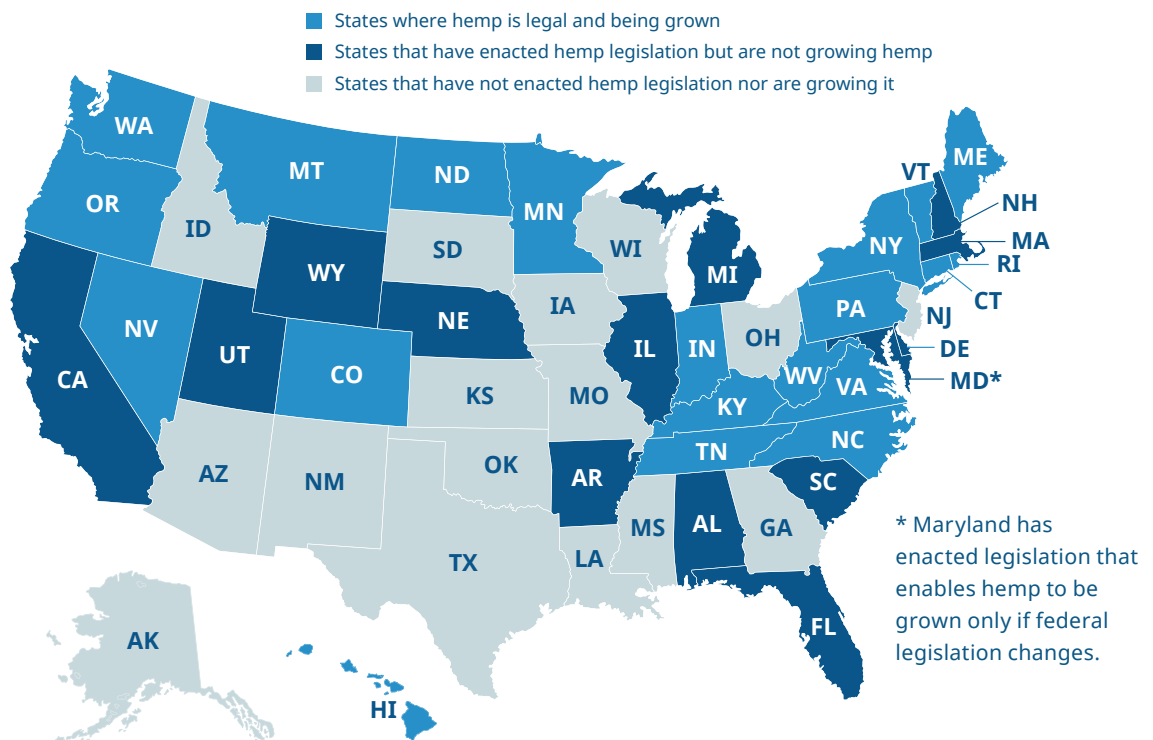 States where hemp is legal and being grown
States that have enacted hemp legislation but are not growing hemp
States that have not enacted hemp legislation nor are growing it
WA
MT
ND
MN
ME
VT
OR
ID
SD
WI
NH
NY
MA
RI
CT
WY
MI
PA
NJ
NV
NE
IA
IL
IN
OH
DE
UT
CO
MD*
CA
KS
MO
WV
VA
KY
NC
TN
AZ
NM
OK
AR
SC
MS
AL
GA
TX
LA
FL
AK
HI
* Maryland has
enacted legislation that
enables hemp to be
grown only if federal
legislation changes.